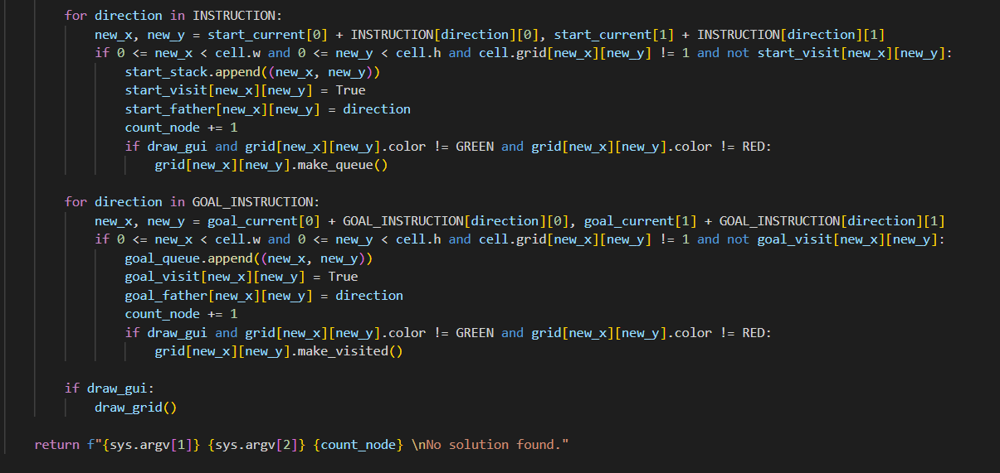 for direction in INSTRUCTION:
    new_x, new_y = start_current[0] + INSTRUCTION[direction][0], start_current[1] + INSTRUCTION[direction][1]
    if 0 <= new_x < cell.w and 0 <= new_y < cell.h and cell.grid[new_x][new_y] != 1 and not start_visit[new_x][new_y]:
        start_stack.append((new_x, new_y))
        start_visit[new_x][new_y] = True
        start_father[new_x][new_y] = direction
        count_node += 1
        if draw_gui and grid[new_x][new_y].color != GREEN and grid[new_x][new_y].color != RED:
            grid[new_x][new_y].make_queue()

for direction in GOAL_INSTRUCTION:
    new_x, new_y = goal_current[0] + GOAL_INSTRUCTION[direction][0], goal_current[1] + GOAL_INSTRUCTION[direction][1]
    if 0 <= new_x < cell.w and 0 <= new_y < cell.h and cell.grid[new_x][new_y] != 1 and not goal_visit[new_x][new_y]:
        goal_queue.append((new_x, new_y))
        goal_visit[new_x][new_y] = True
        goal_father[new_x][new_y] = direction
        count_node += 1
        if draw_gui and grid[new_x][new_y].color != GREEN and grid[new_x][new_y].color != RED:
            grid[new_x][new_y].make_visited()

if draw_gui:
    draw_grid()

return f"{sys.argv[1]} {sys.argv[2]} {count_node} \nNo solution found."